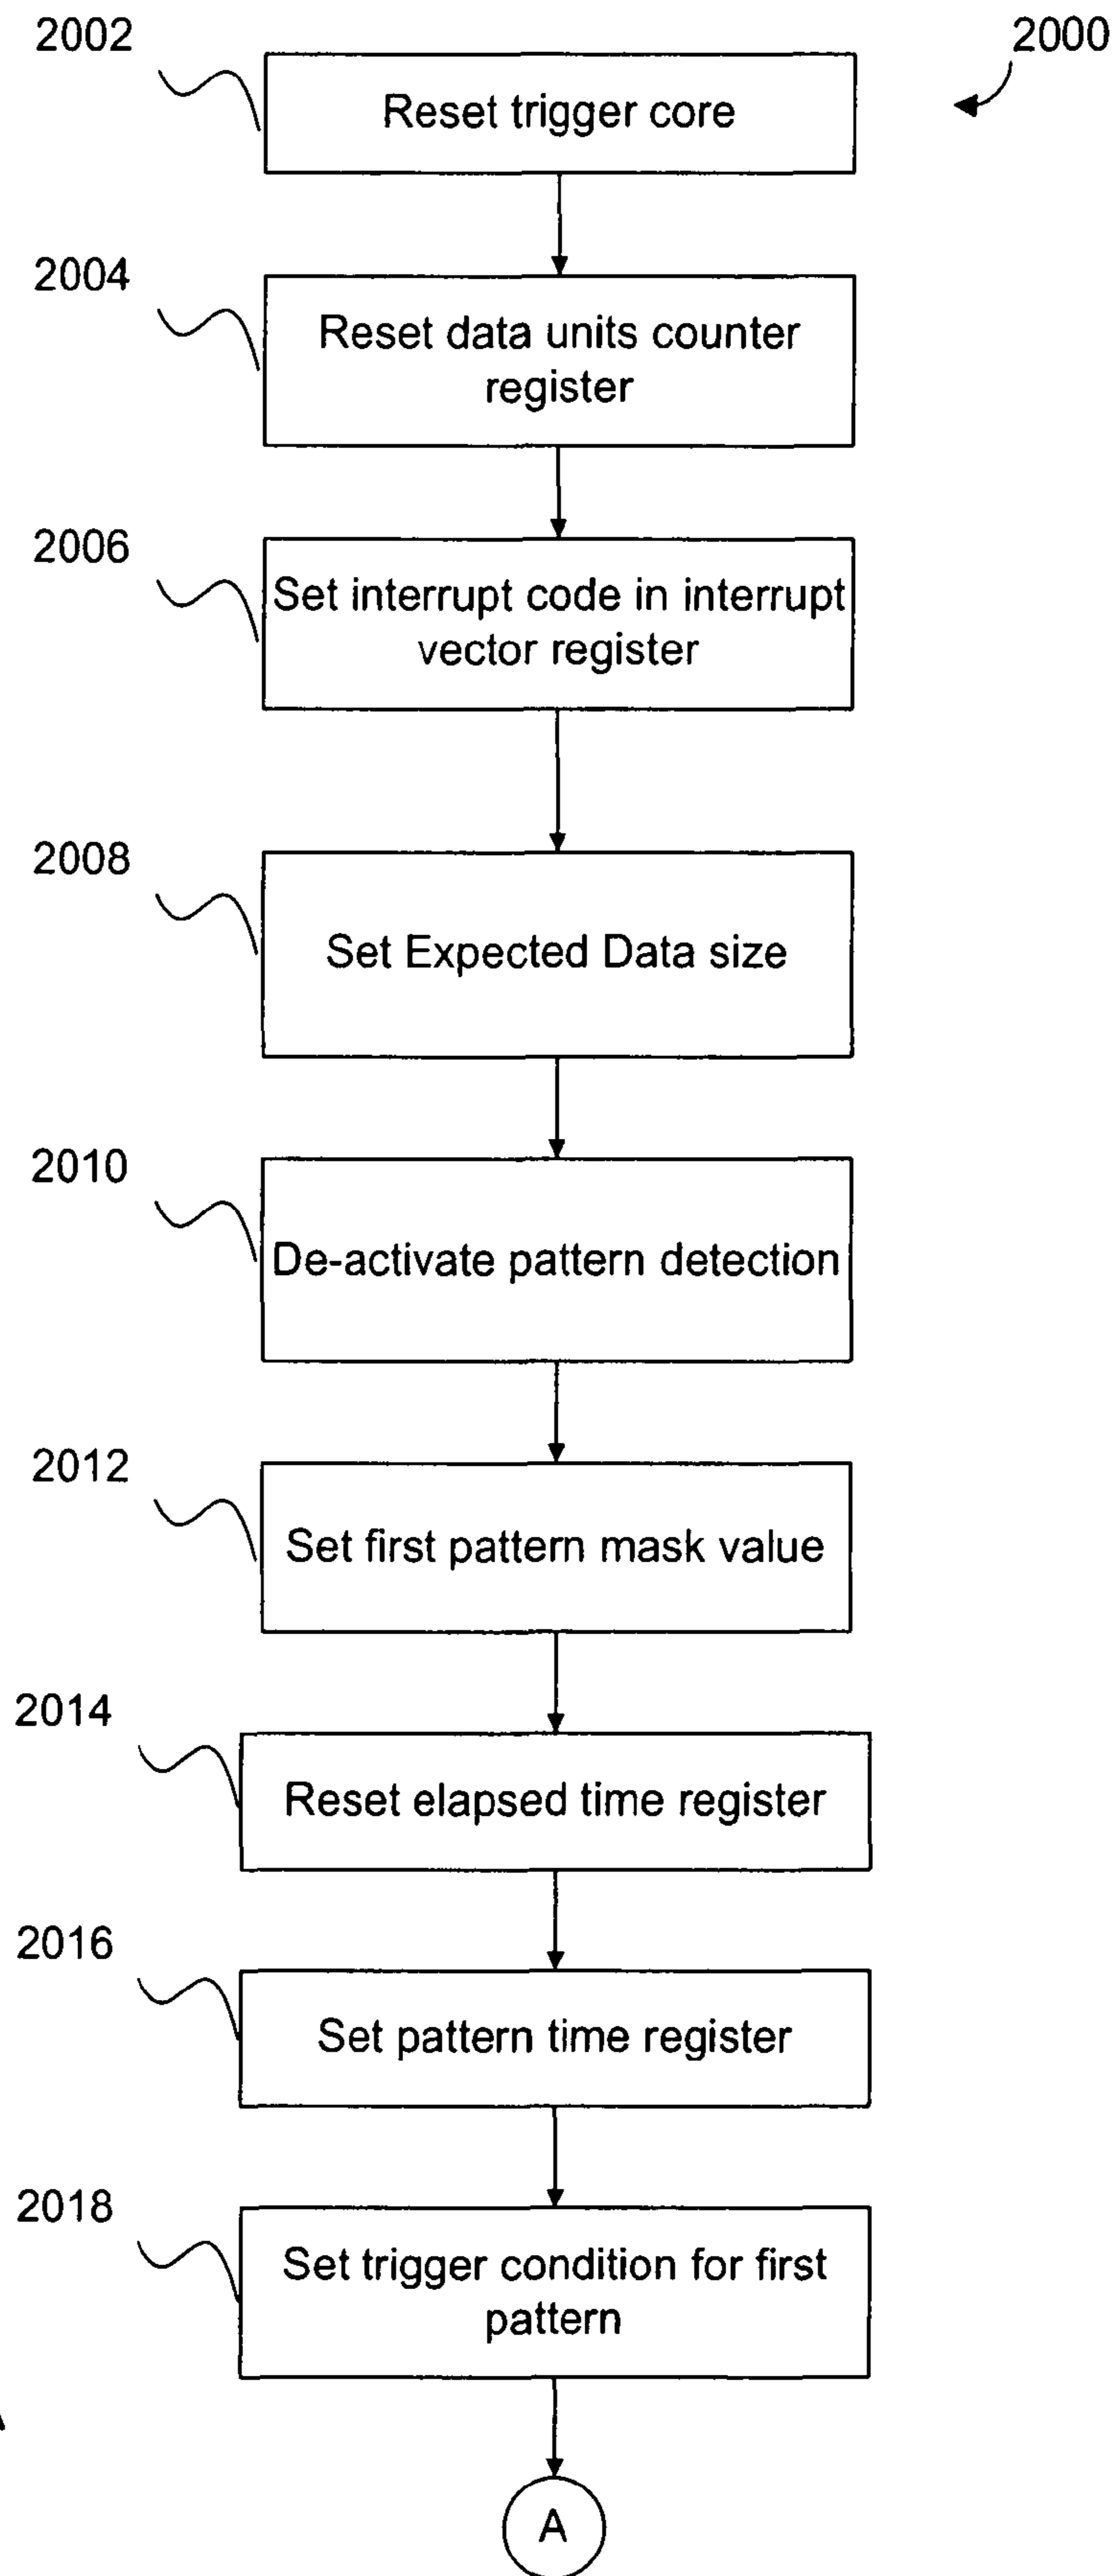 2002
2000
Reset trigger core
2004
Reset data units counter
register
2006
Set interrupt code in interrupt
vector register
2008
Set Expected Data size
2010
De-activate pattern detection
2012
Set first pattern mask value
2014
Reset elapsed time register
2016
Set pattern time register
2018
Set trigger condition for first
pattern
A